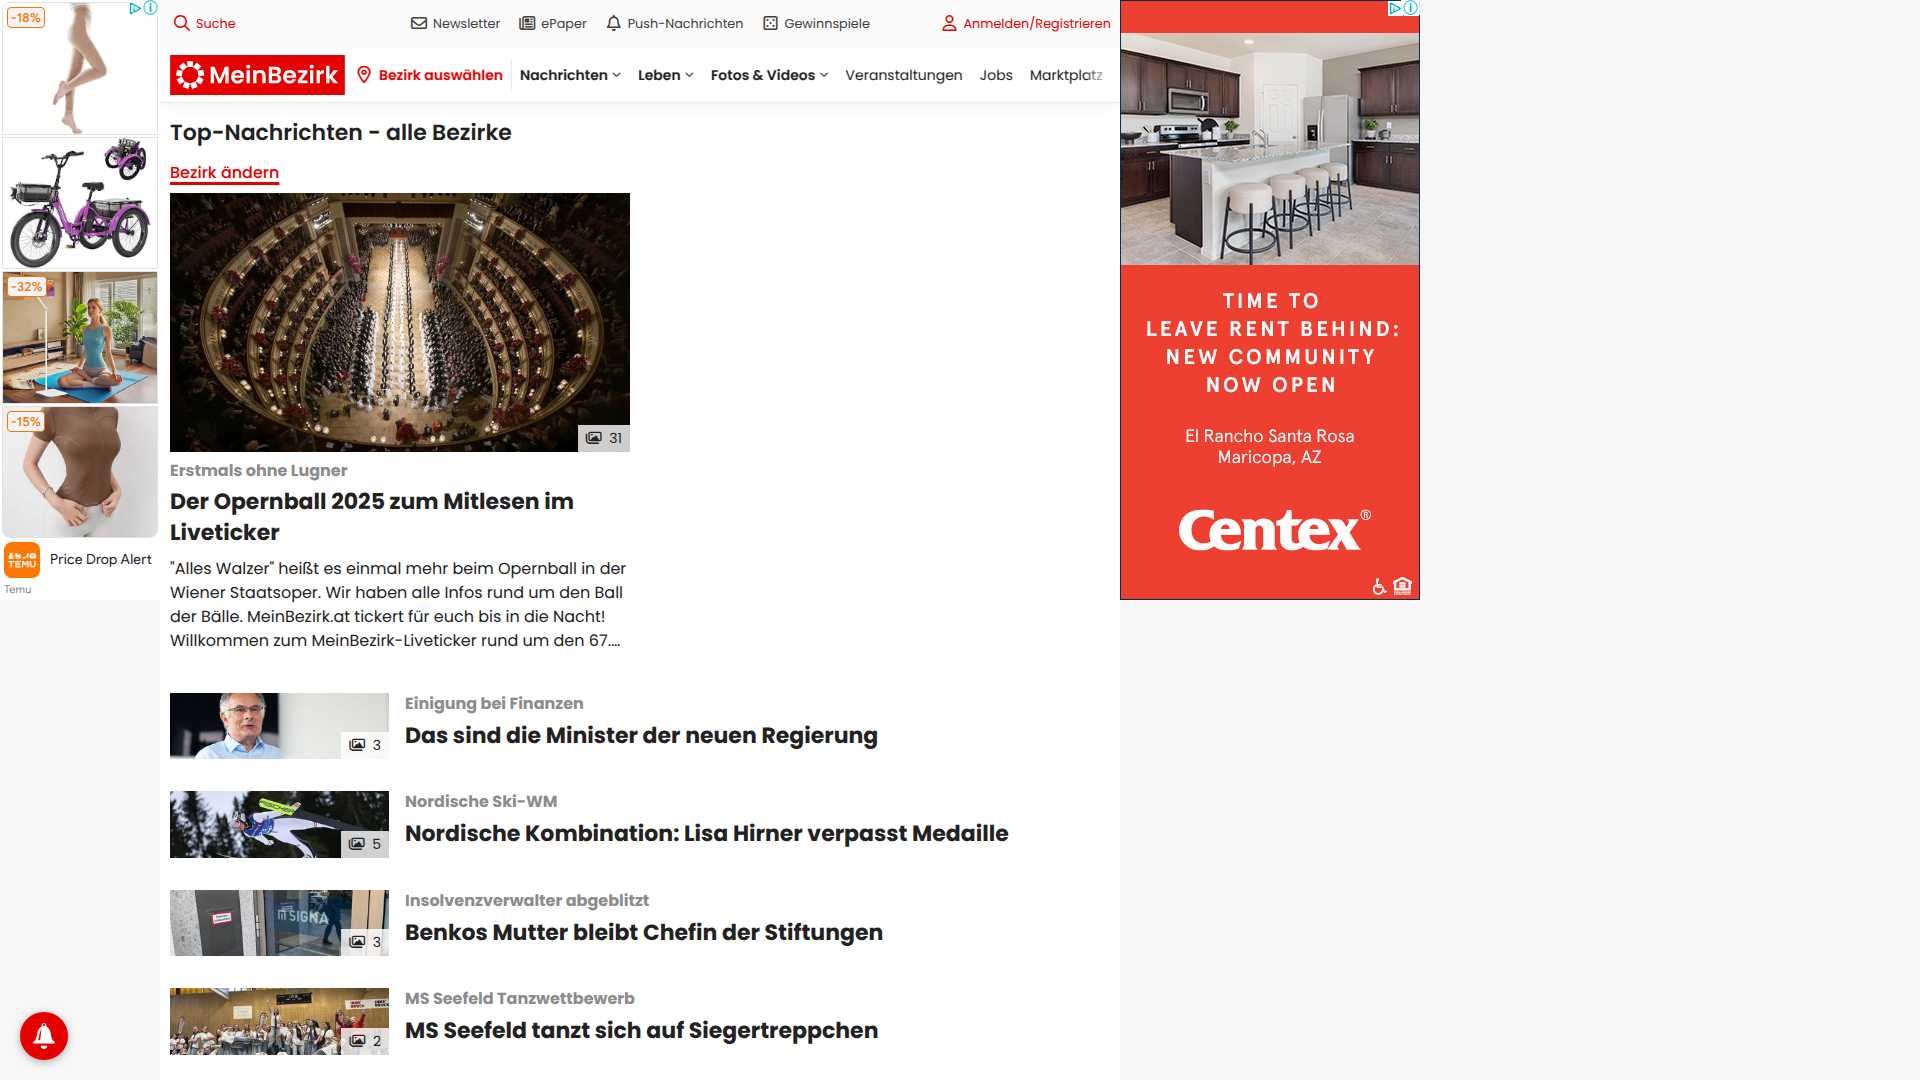 -18%
-32%
-15%
TEMU
Price Drop Alert
Temu
Suche
Newsletter
ePaper
Push-Nachrichten
Gewinnspiele
Anmelden/Registrieren
MeinBezirk
Bezirk auswählen
Nachrichten
Leben
Fotos & Videos
Veranstaltungen
Jobs
Marktplatz
Top-Nachrichten - alle Bezirke
Bezirk ändern
31
Erstmals ohne Lugner
Der Opernball 2025 zum Mitlesen im
Liveticker
"Alles Walzer" heißt es einmal mehr beim Opernball in der
Wiener Staatsoper. Wir haben alle Infos rund um den Ball
der Bälle. MeinBezirk.at tickert für euch bis in die Nacht!
Willkommen zum MeinBezirk-Liveticker rund um den 67....
3
Einigung bei Finanzen
Das sind die Minister der neuen Regierung
5
Nordische Ski-WM
Nordische Kombination: Lisa Hirner verpasst Medaille
SIGNA
3
Insolvenzverwalter abgeblitzt
Benkos Mutter bleibt Chefin der Stiftungen
2
MS Seefeld Tanzwettbewerb
MS Seefeld tanzt sich auf Siegertreppchen
TIME TO
LEAVE RENT BEHIND:
NEW COMMUNITY
NOW OPEN
El Rancho Santa Rosa
Maricopa, AZ
Centex®